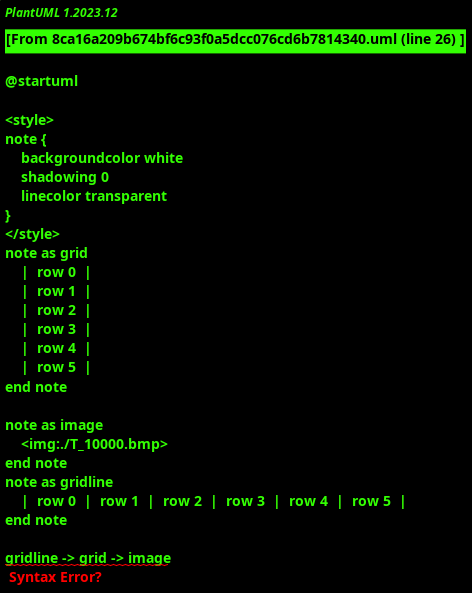 PlantUML 1.2023.12
[From 8ca16a209b674bf6c93f0a5dcc076cd6b7814340.uml (line 26) ]
@startuml
<style>
note {
backgroundcolor white
shadowing 0
linecolor transparent
}
</style>
note as grid
| row 0 |
| row 1 |
| row 2 |
| row 3 |
| row 4 |
| row 5 |
end note
note as image
<img:./T_10000.bmp>
end note
note as gridline
| row 0 | row 1 | row 2 | row 3 | row 4 | row 5 |
end note
gridline -> grid -> image
Syntax Error?